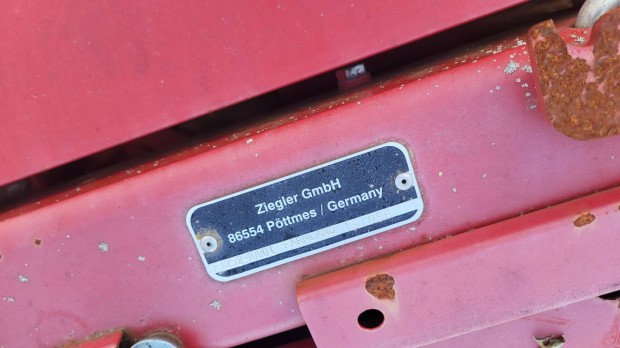 Ziegler GmbH
86554 Pöttmes / Germany